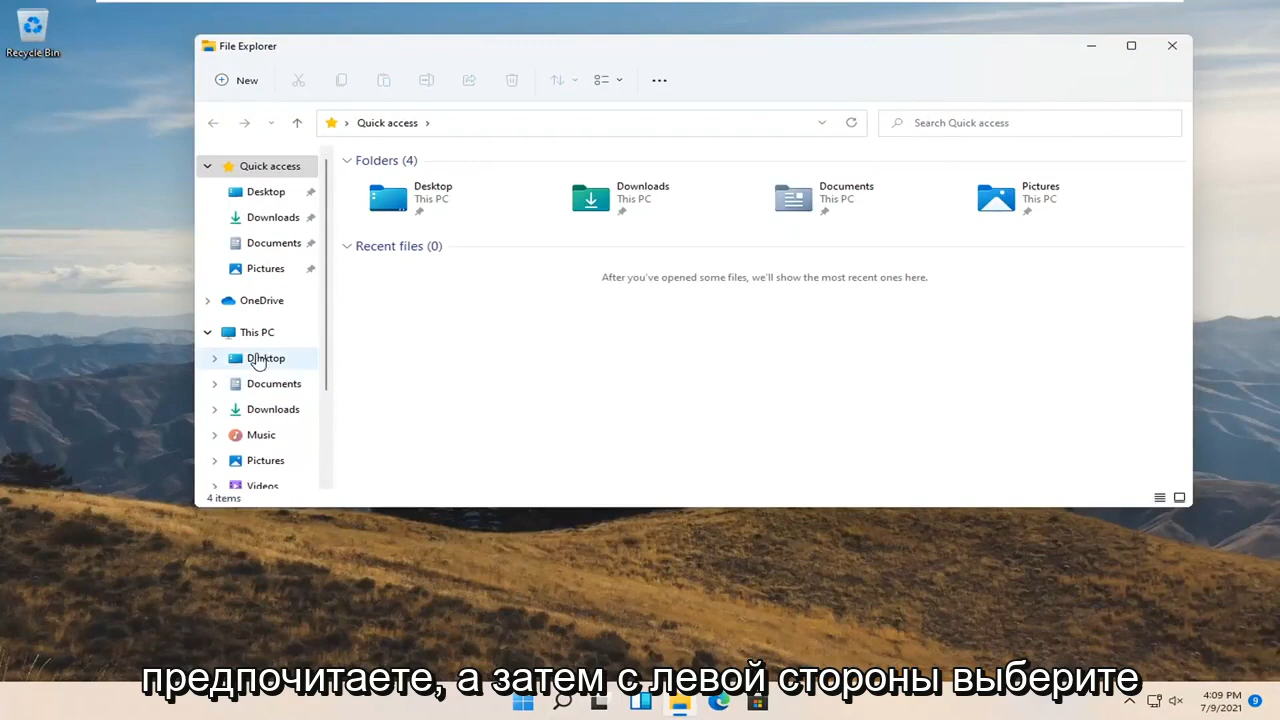 Recycle Bin
File Explorer
New
Quick access
Search Quick access
Quick access
Desktop
Downloads
Documents
Pictures
OneDrive
This PC
Desktop
Documents
Downloads
Music
Pictures
Videos
4 items
Folders (4)
Desktop
This PC
Downloads
This PC
Documents
This PC
Pictures
This PC
Recent files (0)
After you've opened some files, we'll show the most recent ones here.
предпочитаете, а затем с левой стороны выберите
4:09 PM
7/9/2021
9